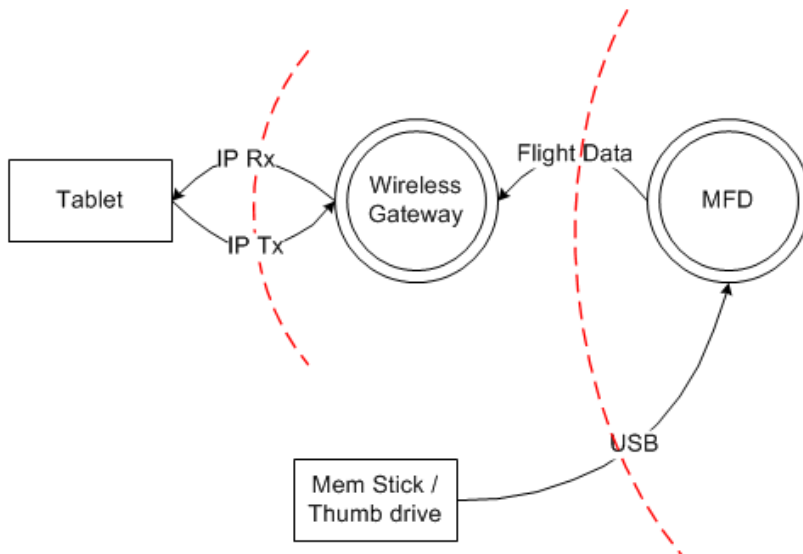 IP Rx
Flight Data
Tablet
Wireless
Gateway
MFD
IP Tx
USB
Mem Stick /
Thumb drive